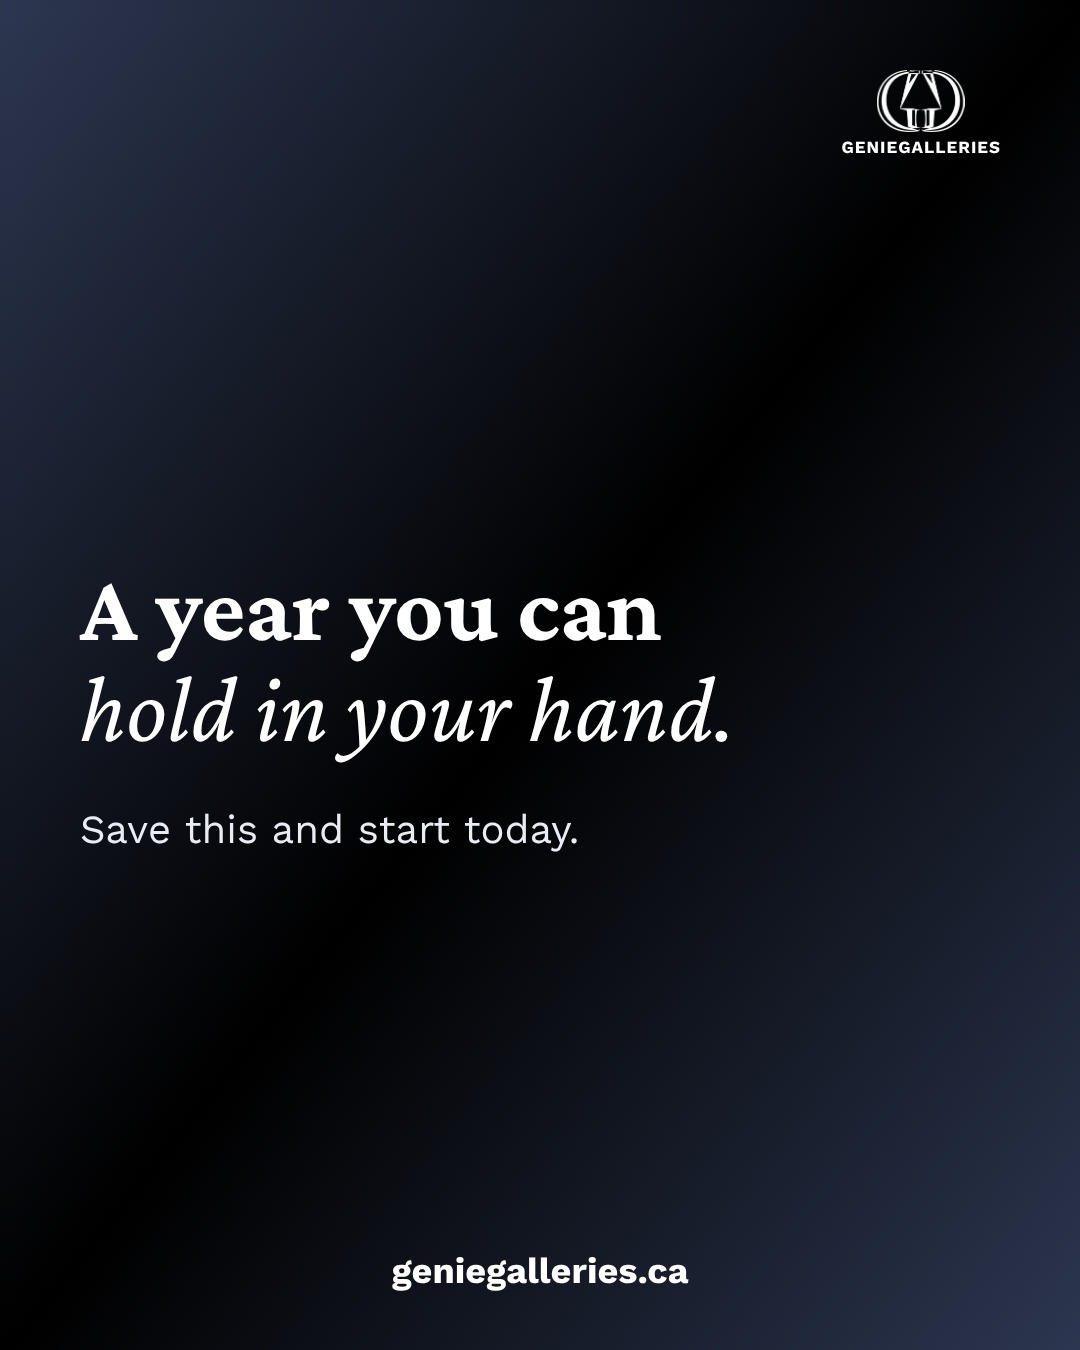 GENIEGALLERIES
A year you can
hold in your hand.
Save this and start today.
geniegalleries.ca